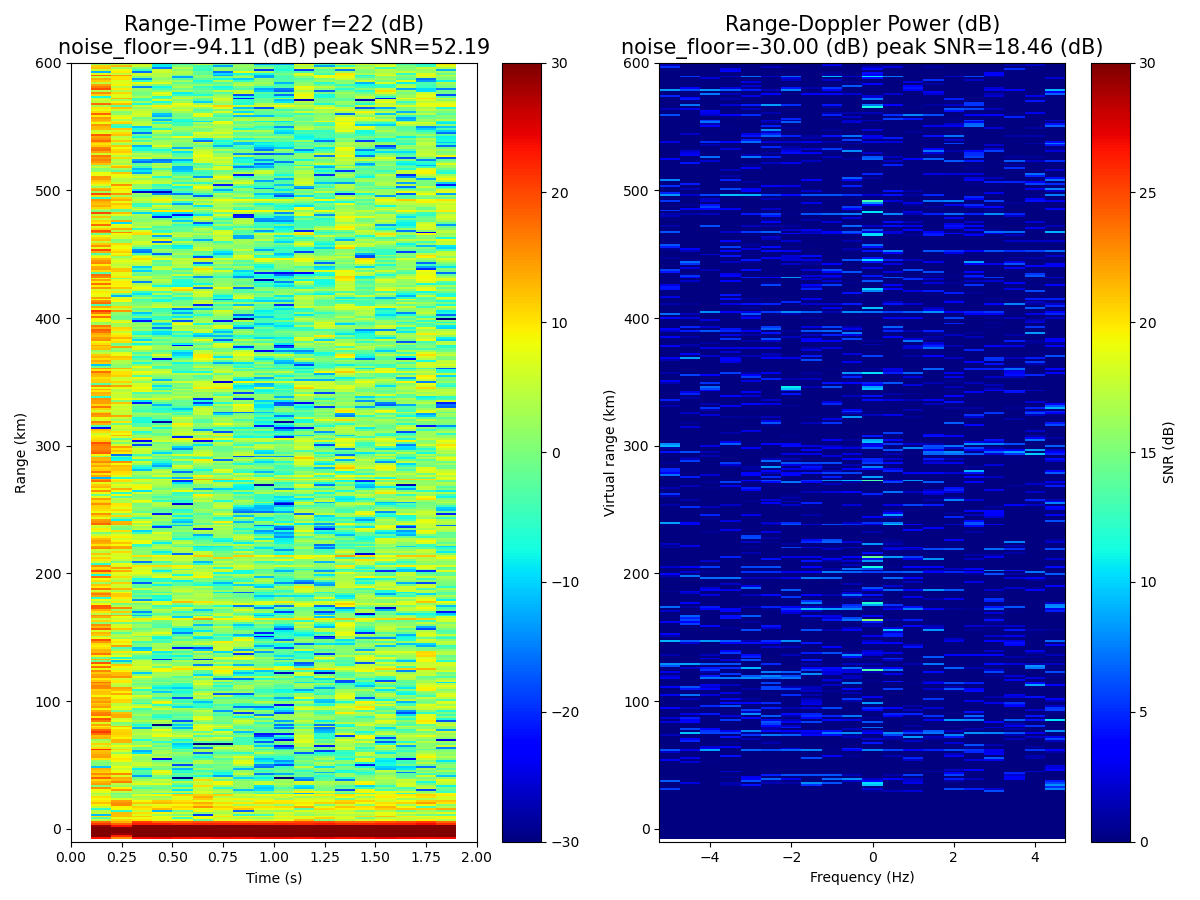 Range-Time Power f=22 (dB)
noise_floor=-94.11 (dB) peak SNR=52.19
Range-Doppler Power (dB)
noise_floor=-30.00 (dB) peak SNR=18.46 (dB)
Range (km)
600
500
400
300
200
100
0
0.00 0.25 0.50 0.75 1.00 1.25 1.50 1.75 2.00
Time (s)
30
20
10
0
−10
−20
−30
Virtual range (km)
600
500
400
300
200
100
0
−4 −2 0 2 4
Frequency (Hz)
30
25
20
15
10
5
0
SNR (dB)